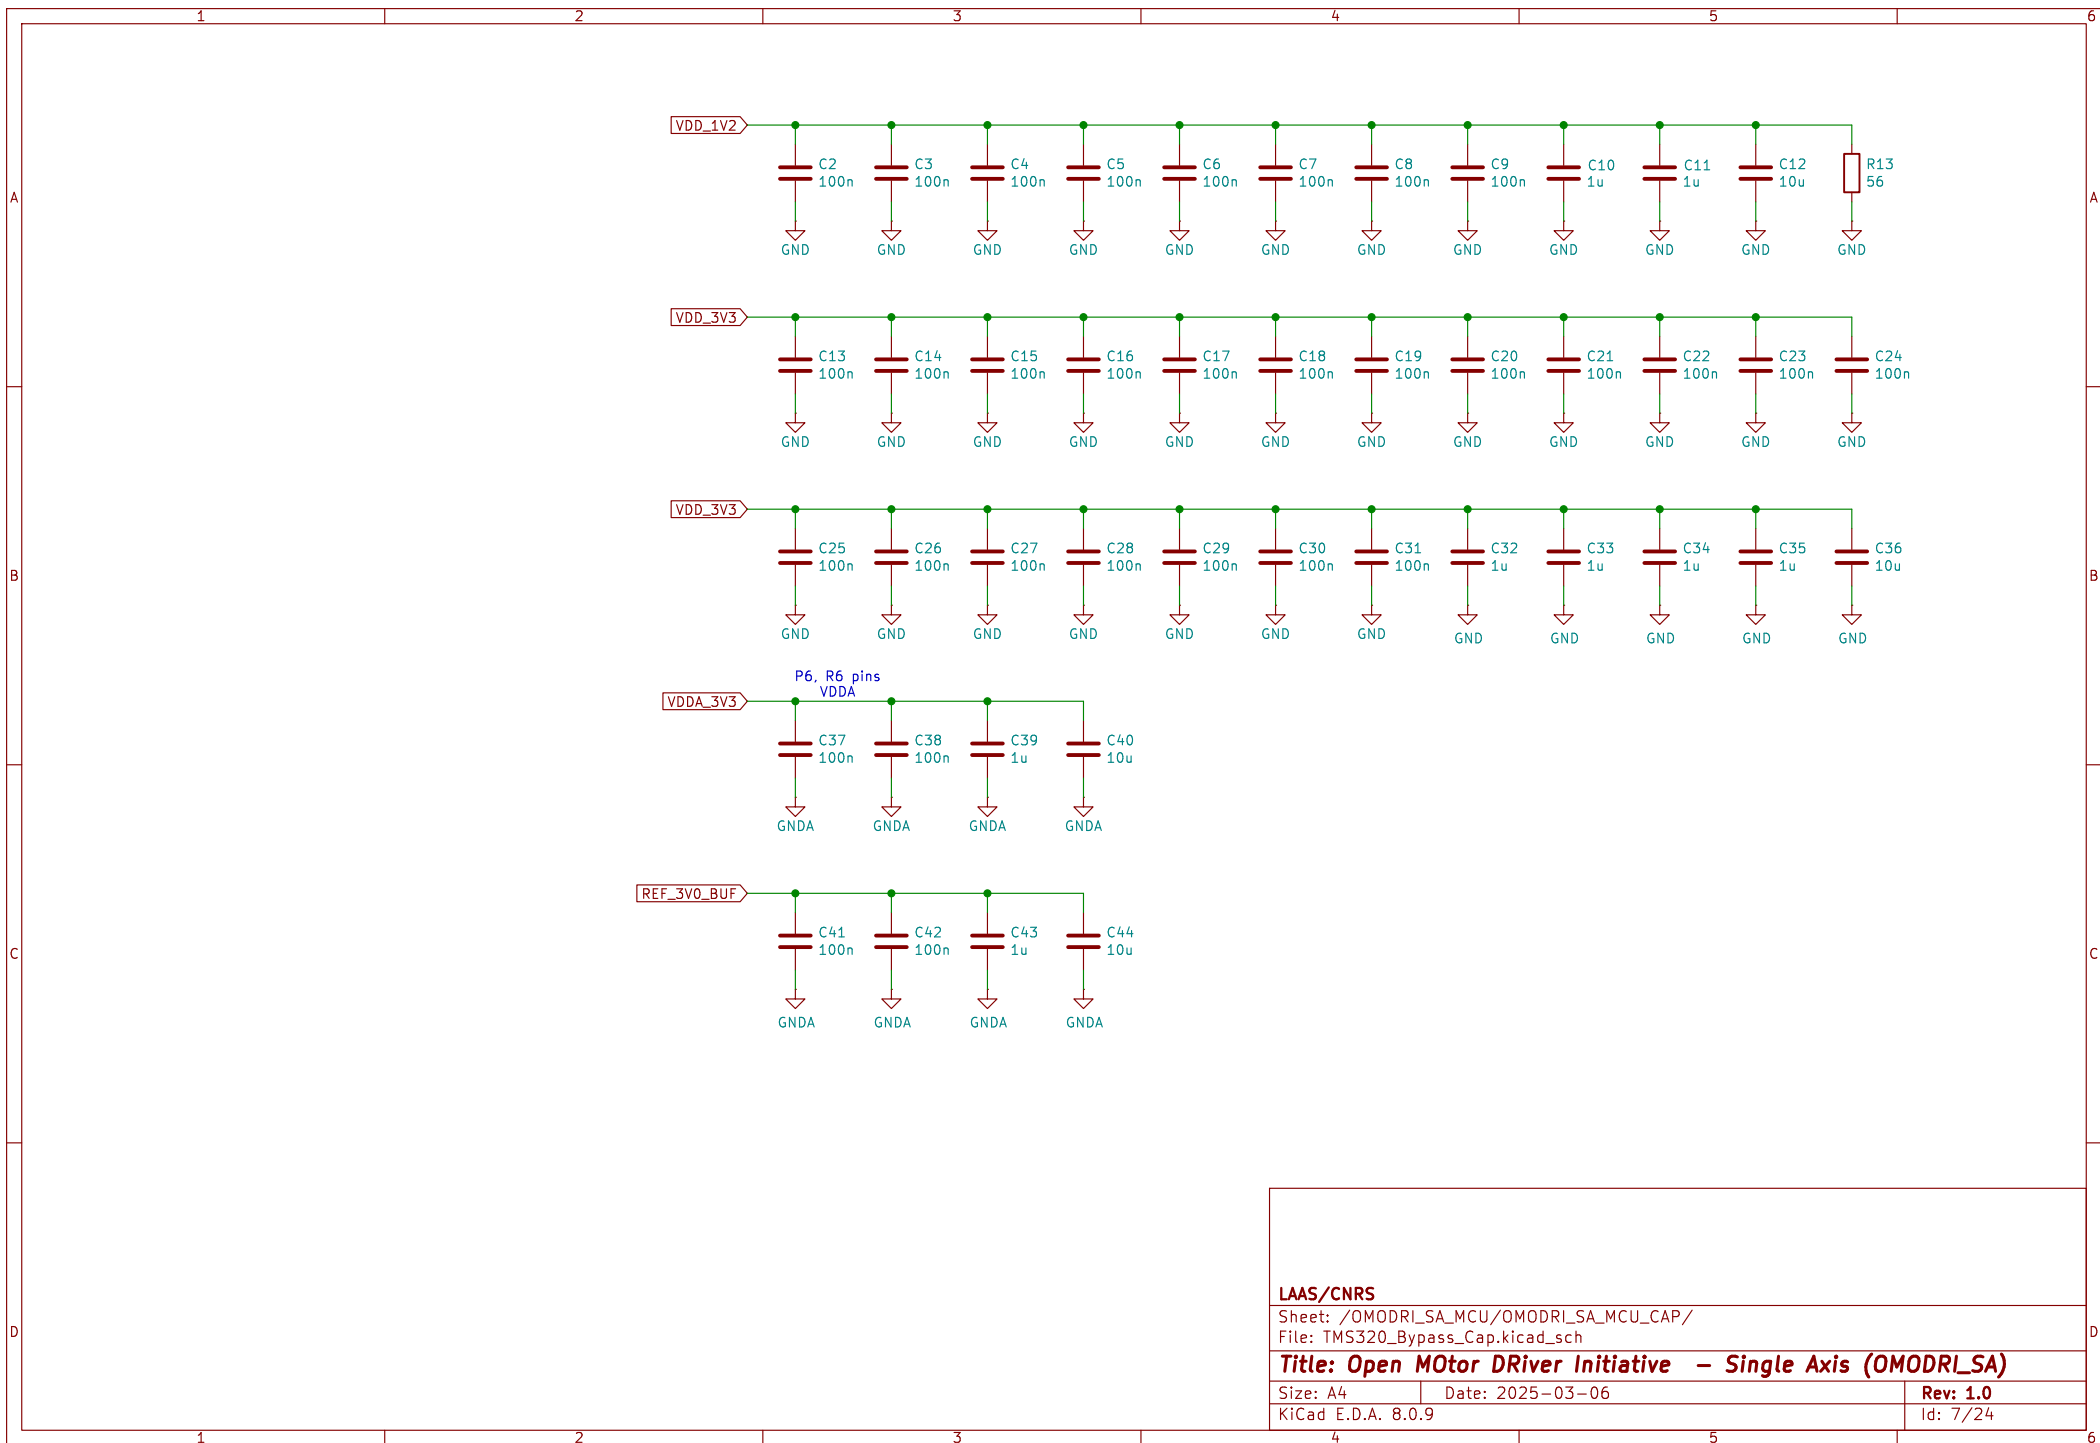 1 2 3 4 5 6
VDD_1V2
C2 C3 C4 C5 C6 C7 C8 C9 C10 C11 C12 R13
100n 100n 100n 100n 100n 100n 100n 100n 1u 1u 10u 56
A A
GND GND GND GND GND GND GND GND GND GND GND GND
VDD_3V3
C13 C14 C15 C16 C17 C18 C19 C20 C21 C22 C23 C24
100n 100n 100n 100n 100n 100n 100n 100n 100n 100n 100n 100n
GND GND GND GND GND GND GND GND GND GND GND GND
VDD_3V3
C25 C26 C27 C28 C29 C30 C31 C32 C33 C34 C35 C36
100n 100n 100n 100n 100n 100n 100n 1u 1u 1u 1u 10u
B B
GND GND GND GND GND GND GND GND GND GND GND GND
P6, R6 pins
VDDA
VDDA_3V3
C37 C38 C39 C40
100n 100n 1u 10u
GNDA GNDA GNDA GNDA
REF_3V0_BUF
C41 C42 C43 C44
100n 100n 1u 10u
C C
GNDA GNDA GNDA GNDA
LAAS/CNRS
Sheet: /OMODRI_SA_MCU/OMODRI_SA_MCU_CAP/
File: TMS320_Bypass_Cap.kicad_sch
D D
Title: Open MOtor DRiver Initiative - Single Axis (OMODRI_SA)
Size: A4 Date: 2025-03-06 Rev: 1.0
KiCad E.D.A. 8.0.9 Id: 7/24
1 2 3 4 5 6